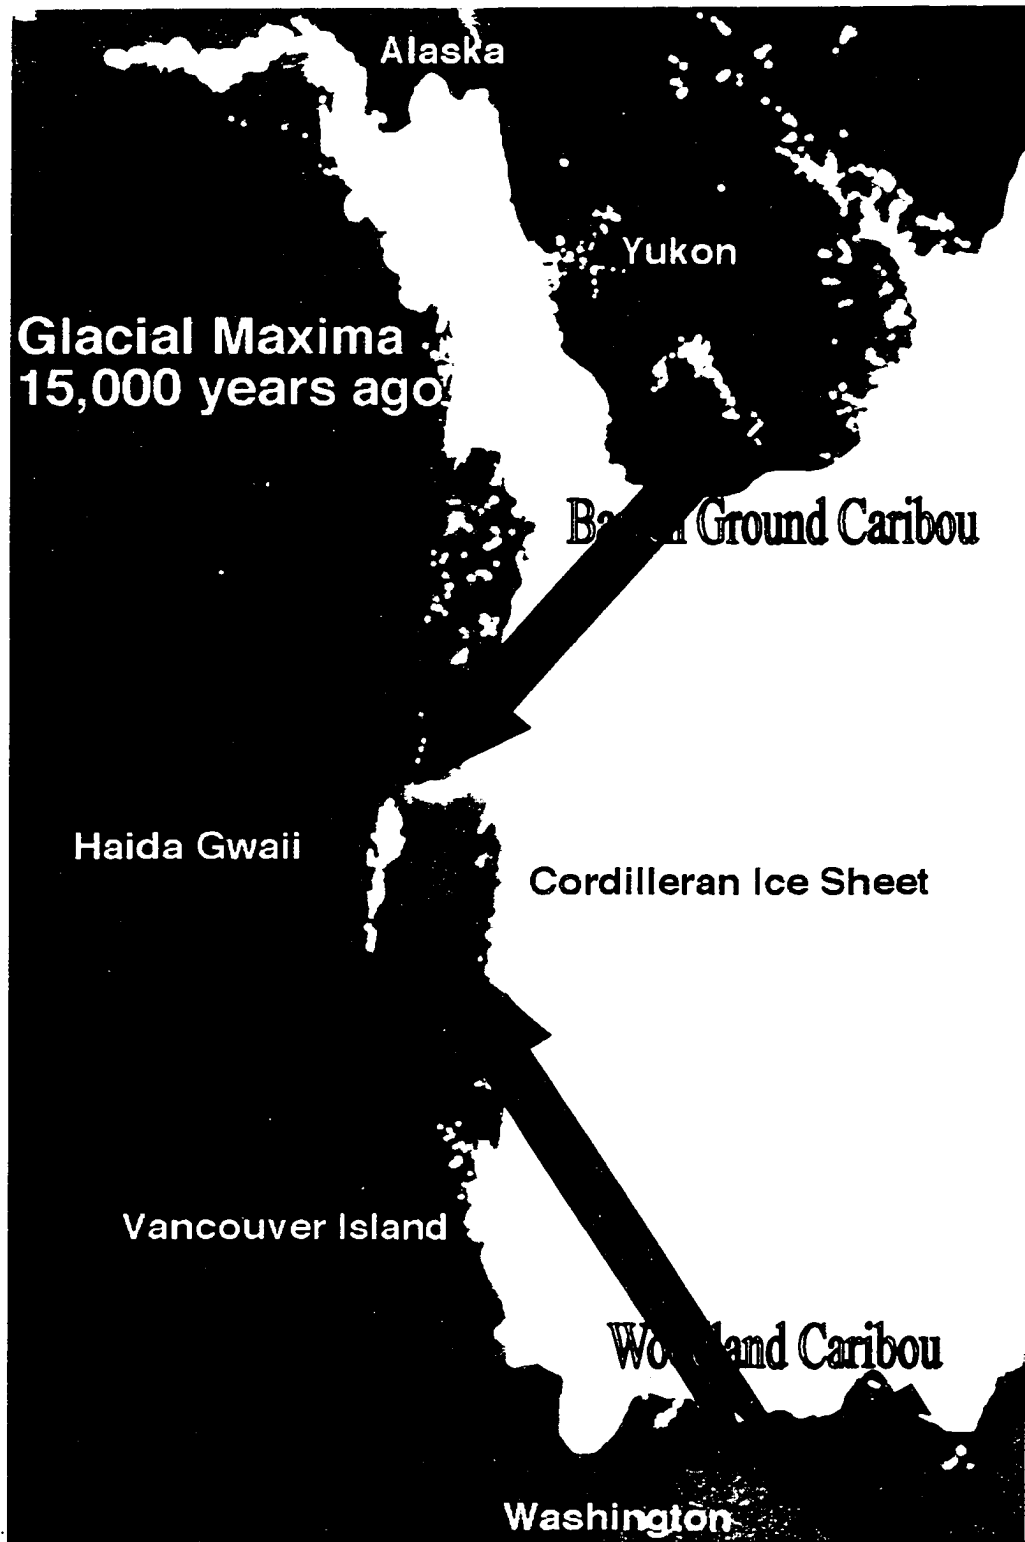 Alaska
Yukon
Glacial Maxima
15,000 years ago
Ground Caribou
Haida Gwaii
Cordilleran Ice Sheet
Vancouver Island
Woodland Caribou
Washington